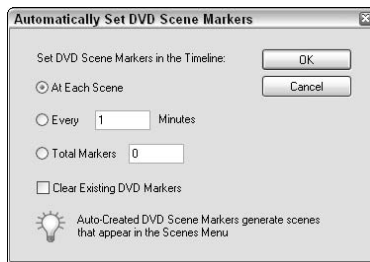 Automatically Set DVD Scene Markers
Set DVD Scene Markers in the Timeline:
OK
At Each Scene
Cancel
Every 1 Minutes
Total Markers 0
Clear Existing DVD Markers
Auto-Created DVD Scene Markers generate scenes
that appear in the Scenes Menu